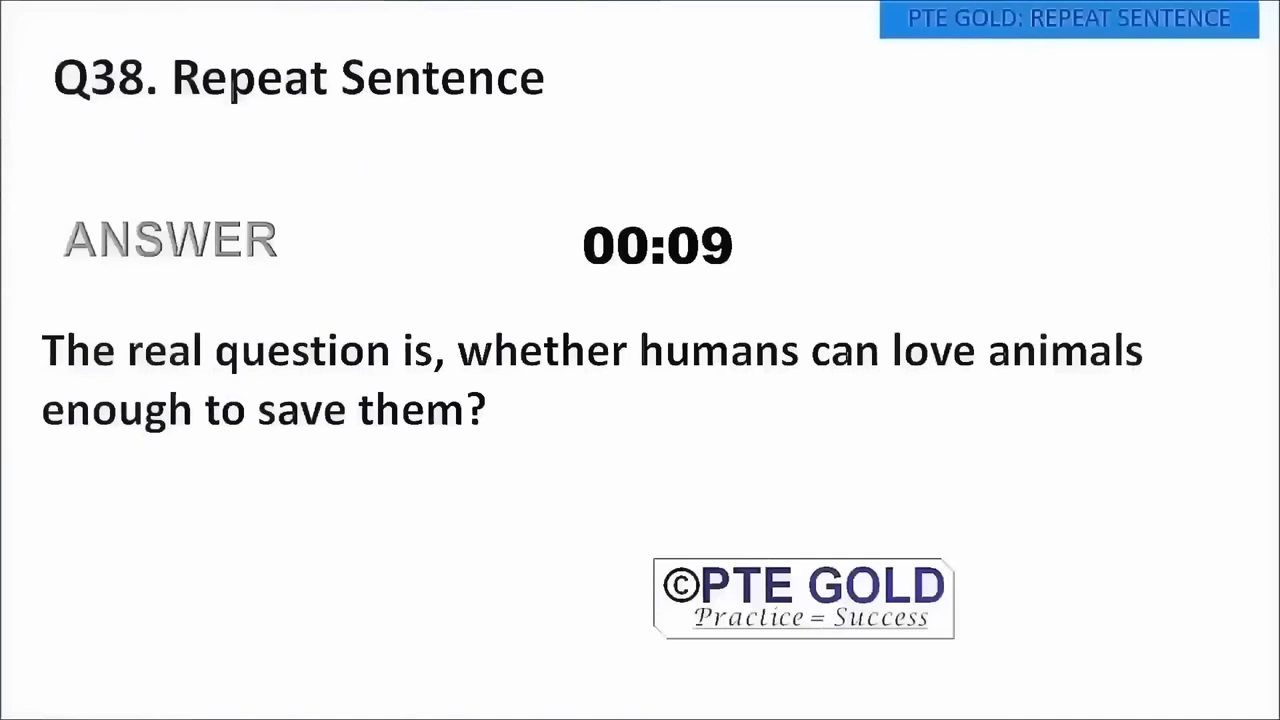 PTE GOLD: REPEAT SENTENCE
Q38. Repeat Sentence
ANSWER
00:09
The real question is, whether humans can love animals
enough to save them?
©PTE GOLD
Practice = Success